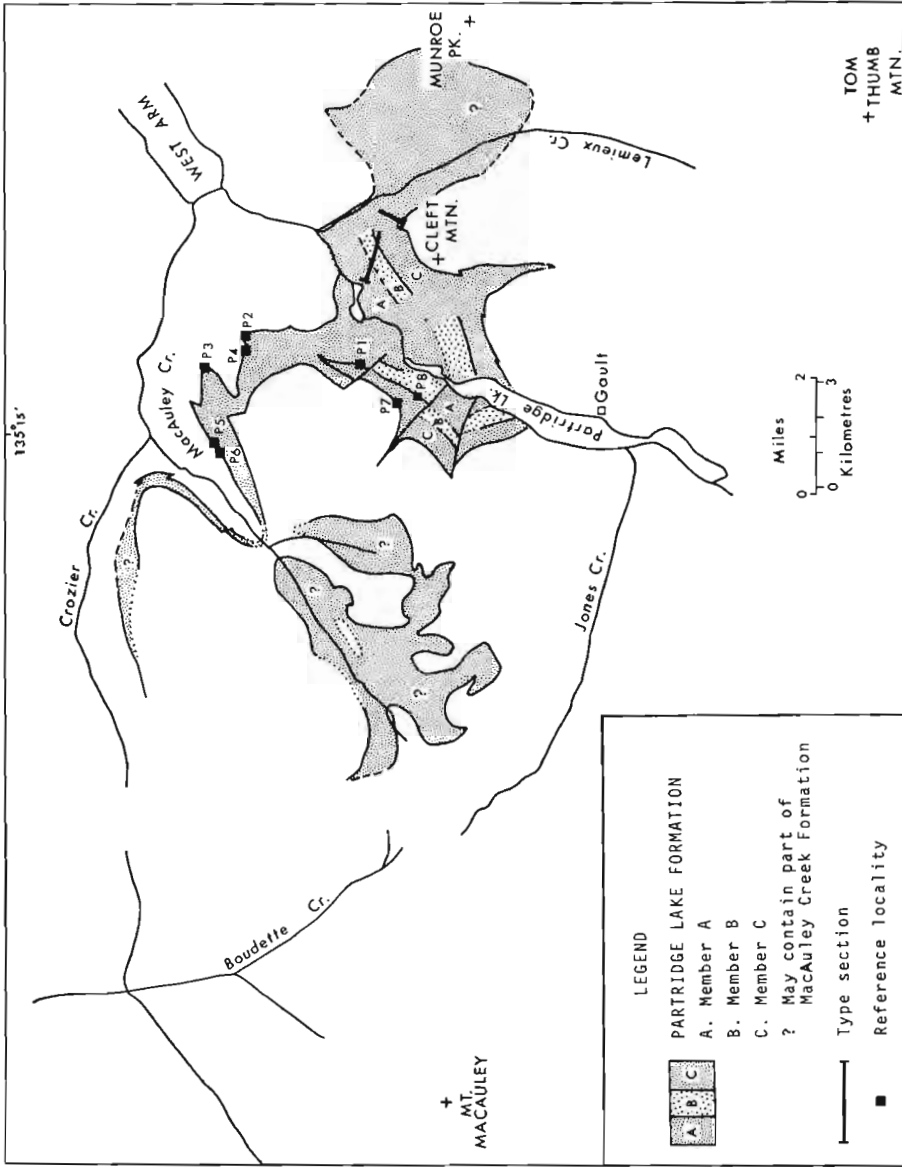 135°15'
Crozier Cr.
MacAuley Cr.
WEST ARM
P3
P5
P6
P4
P2
P1
P7
P8
C
B
A
A
B
C
?
?
?
?
+ CLEFT
MTN.
MUNROE
PK. +
Lemieux Cr.
TOM
+ THUMB
MTN.
Partridge Lk.
Gault
Jones Cr.
Boudette
Cr.
+
MT.
MACAULEY
Miles
0 2
0 3
Kilometres
LEGEND
A B C PARTRIDGE LAKE FORMATION
A. Member A
B. Member B
C. Member C
? May contain part of
MacAuley Creek Formation
Type section
Reference locality